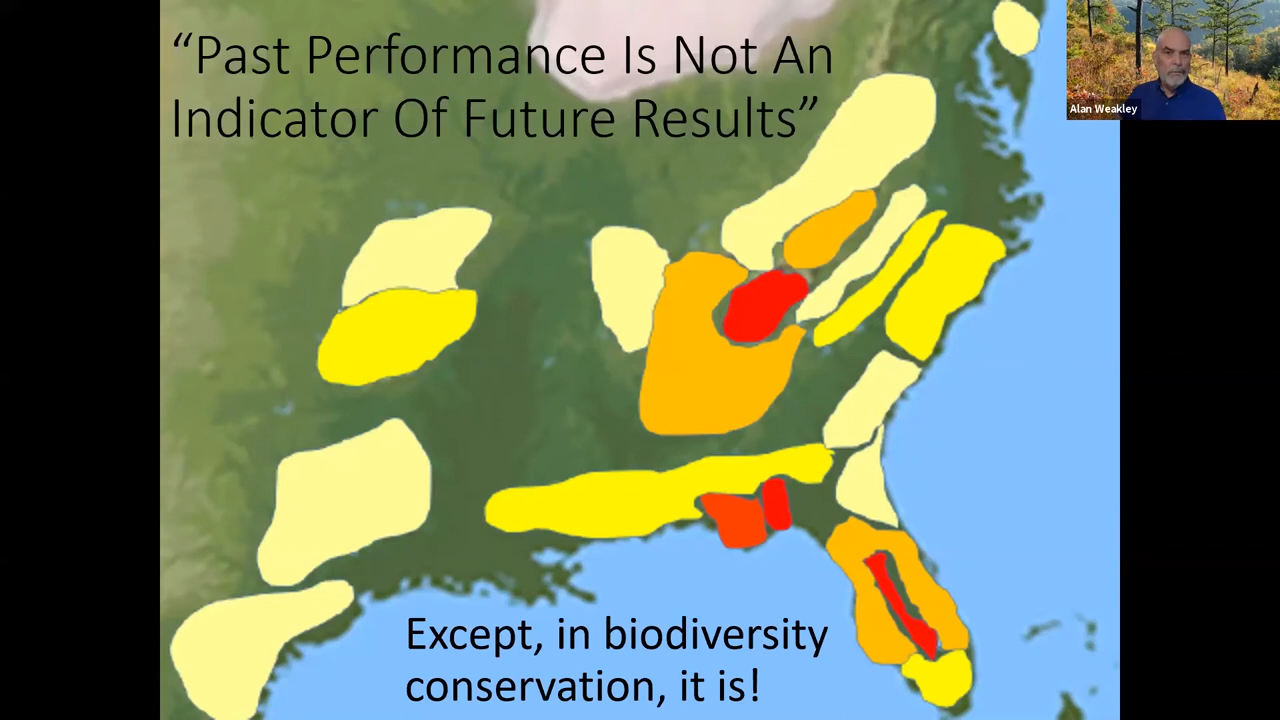 “Past Performance Is Not An
Indicator Of Future Results”
Alan Weakley
Except, in biodiversity
conservation, it is!